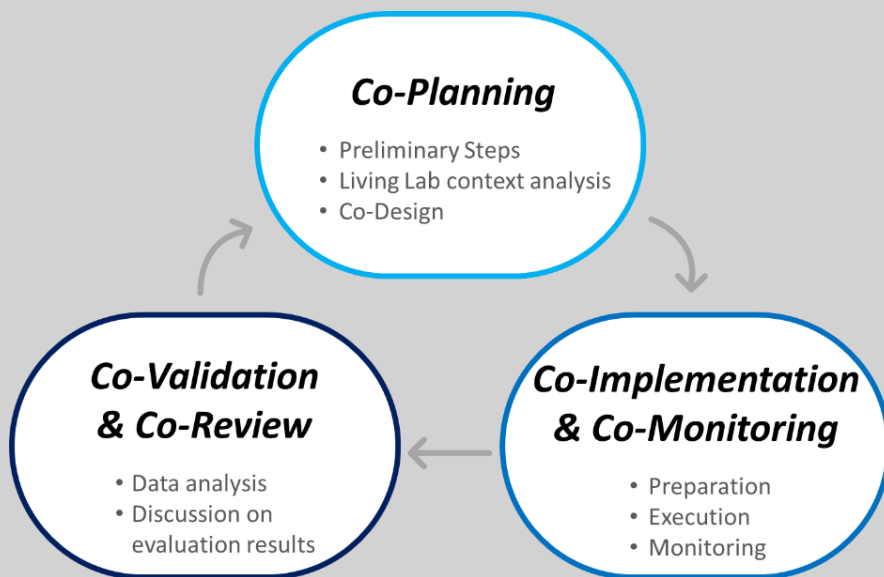 Co-Planning
• Preliminary Steps
• Living Lab context analysis
• Co-Design
Co-Validation
& Co-Review
• Data analysis
• Discussion on
evaluation results
Co-Implementation
& Co-Monitoring
• Preparation
• Execution
• Monitoring